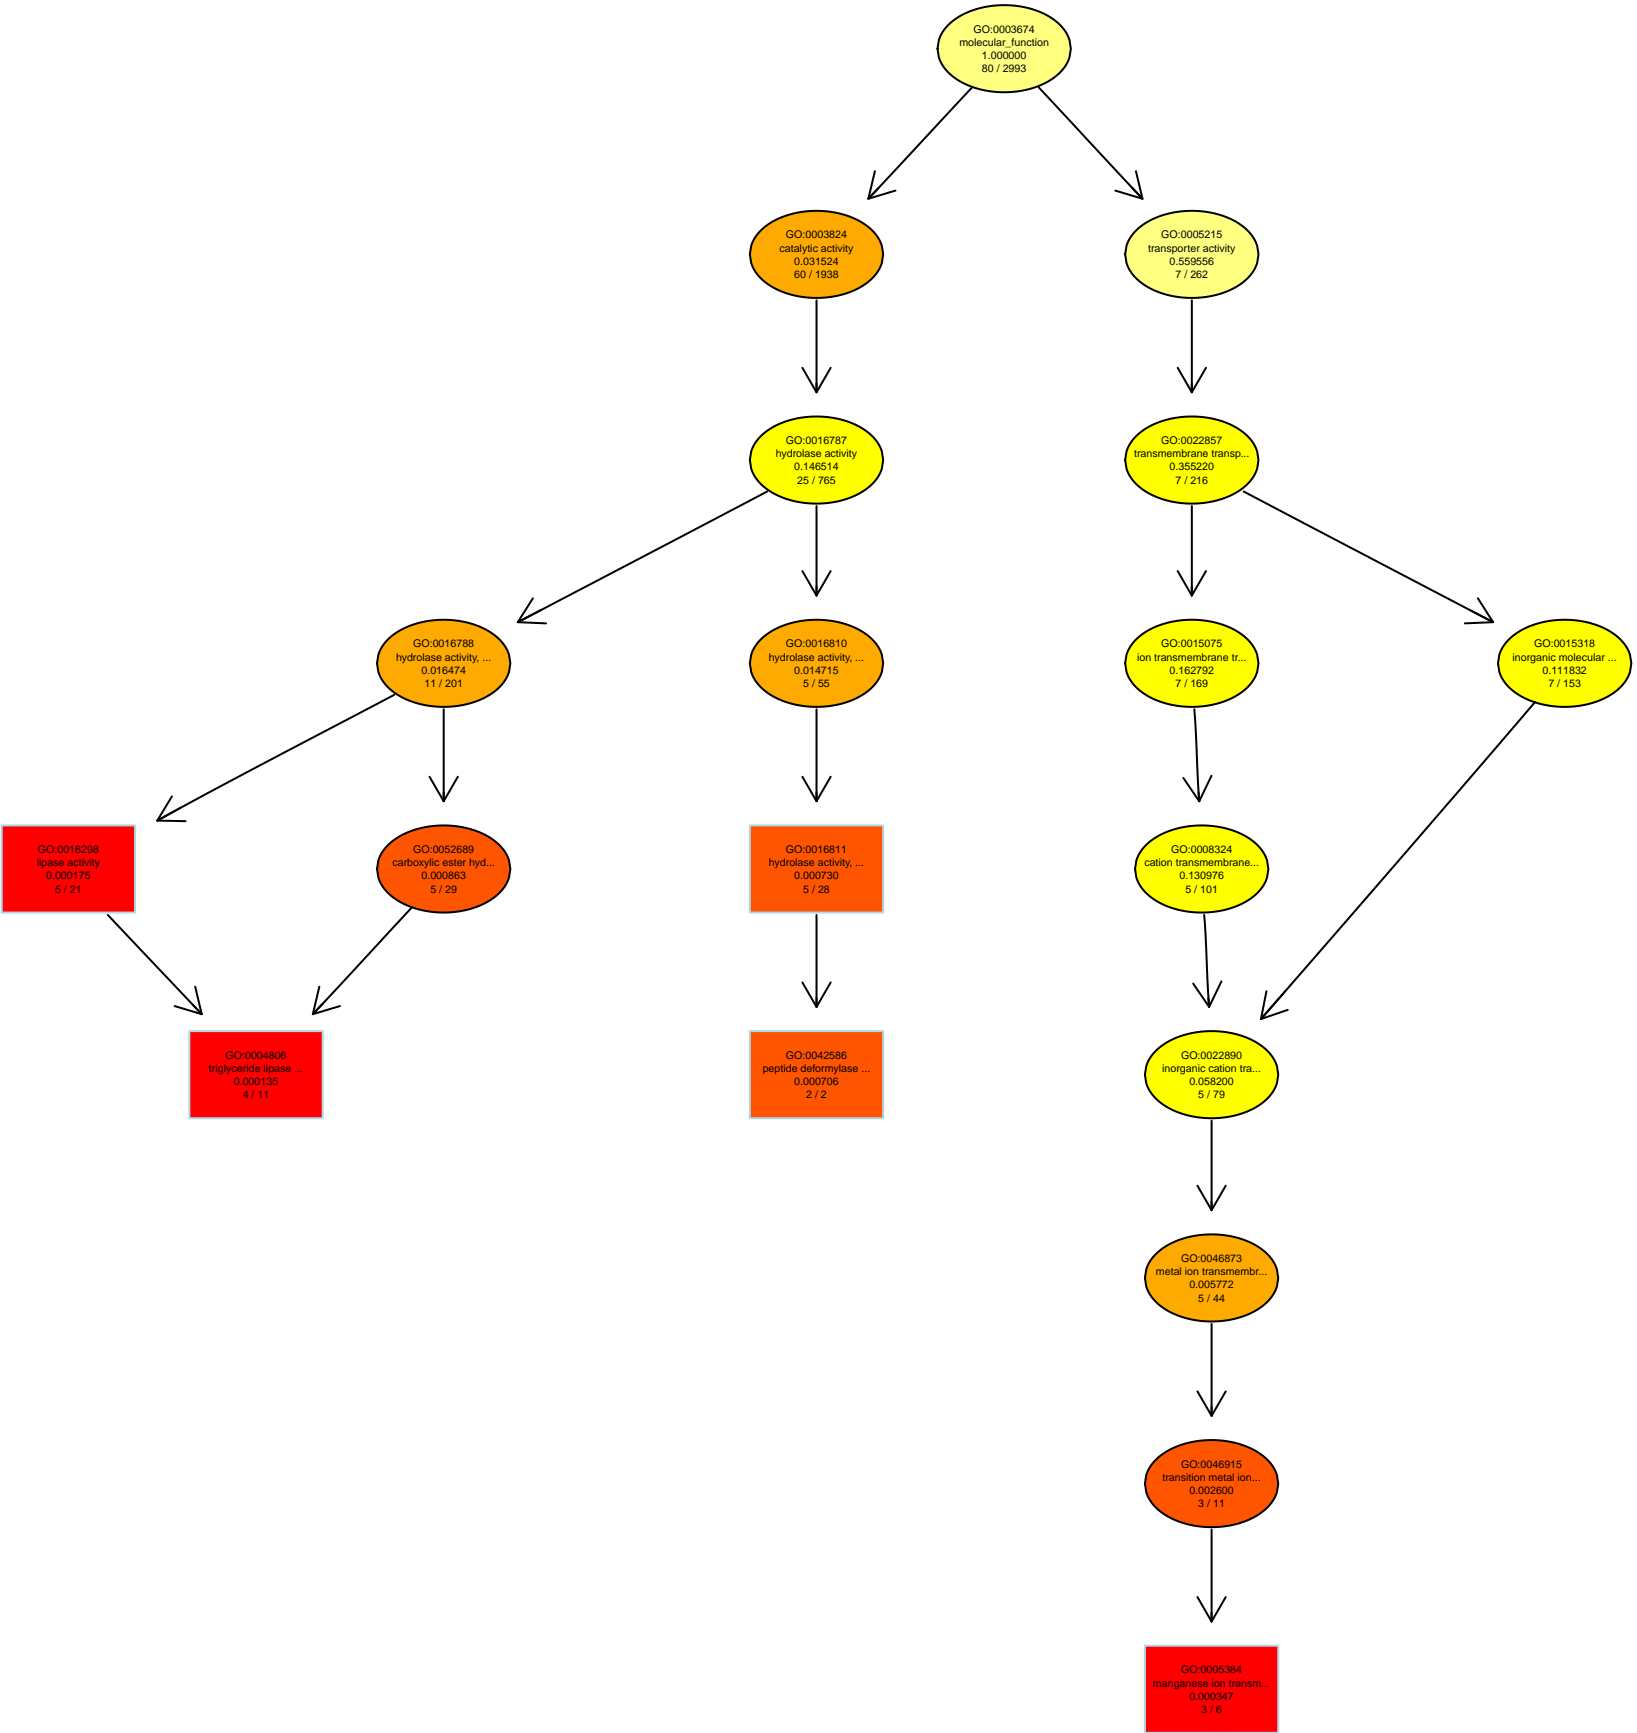 GO:0003674
molecular_function
1.000000
80 / 2993
GO:0003824
catalytic activity
0.031524
60 / 1938
GO:0005215
transporter activity
0.559556
7 / 262
GO:0016787
hydrolase activity
0.146514
25 / 765
GO:0022857
transmembrane transp...
0.355220
7 / 216
GO:0016788
hydrolase activity, ...
0.016474
11 / 201
GO:0016810
hydrolase activity, ...
0.014715
5 / 55
GO:0015075
ion transmembrane tr...
0.162792
7 / 169
GO:0015318
inorganic molecular ...
0.111832
7 / 153
GO:0016298
lipase activity
0.000175
5 / 21
GO:0052689
carboxylic ester hyd...
0.000863
5 / 29
GO:0016811
hydrolase activity, ...
0.000730
5 / 28
GO:0008324
cation transmembrane...
0.130976
5 / 101
GO:0004806
triglyceride lipase ...
0.000135
4 / 11
GO:0042586
peptide deformylase ...
0.000706
2 / 2
GO:0022890
inorganic cation tra...
0.058200
5 / 79
GO:0046873
metal ion transmembr...
0.005772
5 / 44
GO:0046915
transition metal ion...
0.002600
3 / 11
GO:0005384
manganese ion transm...
0.000347
3 / 6